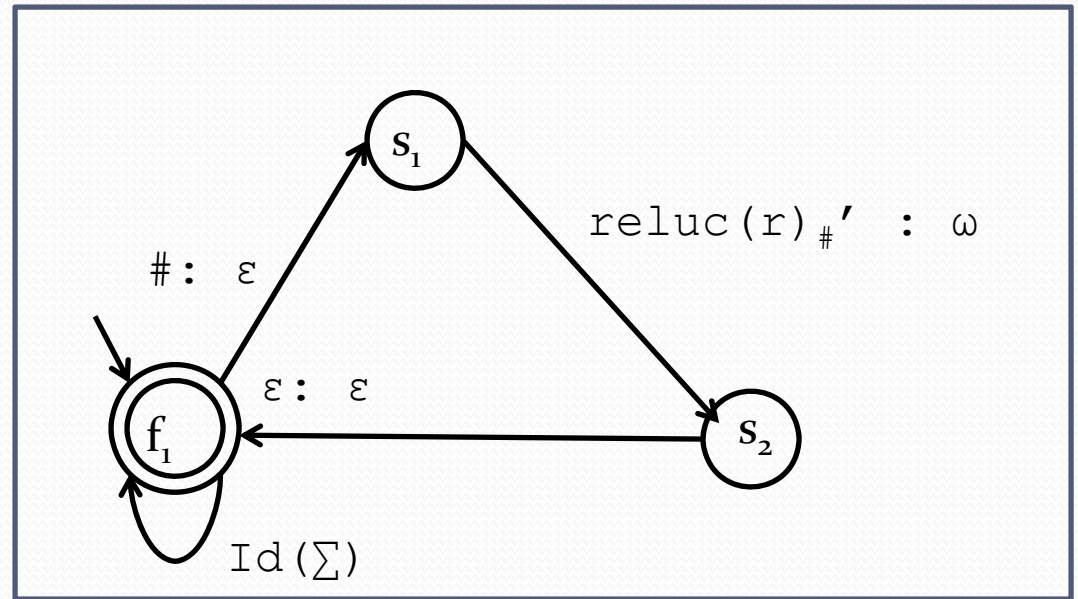 s₁
reluc(r)#′ : ω
#: ε
ε: ε
f₁
s₂
Id(∑)